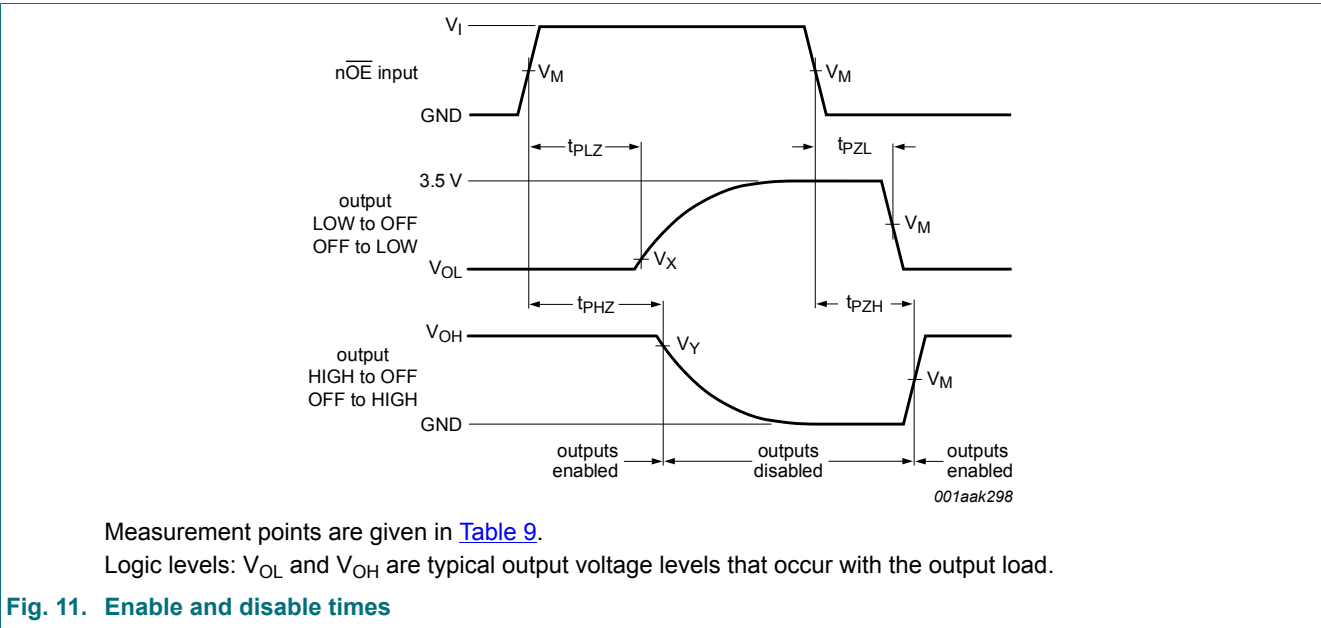 V_I
nOE input
V_M
V_M
GND
t_PLZ
t_PZL
3.5 V
output
LOW to OFF
OFF to LOW
V_M
V_X
V_OL
t_PHZ
t_PZH
V_OH
output
HIGH to OFF
OFF to HIGH
V_Y
V_M
GND
outputs
enabled
outputs
disabled
outputs
enabled
001aak298
Measurement points are given in Table 9.
Logic levels: V_OL and V_OH are typical output voltage levels that occur with the output load.
Fig. 11. Enable and disable times